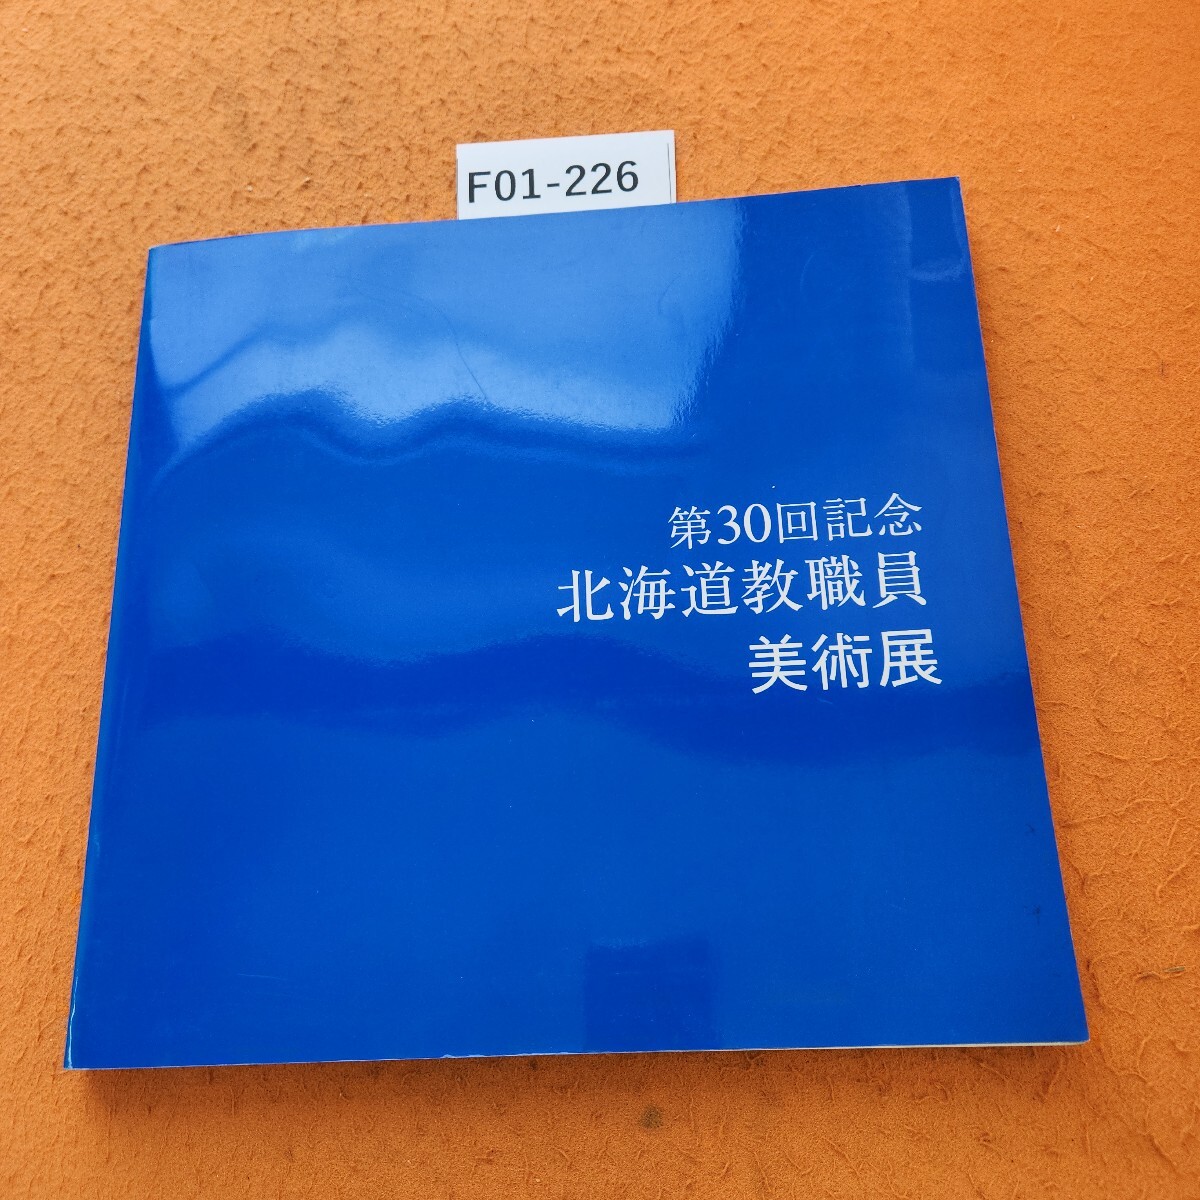 F01-226
第30回記念
北海道教職員
美術展